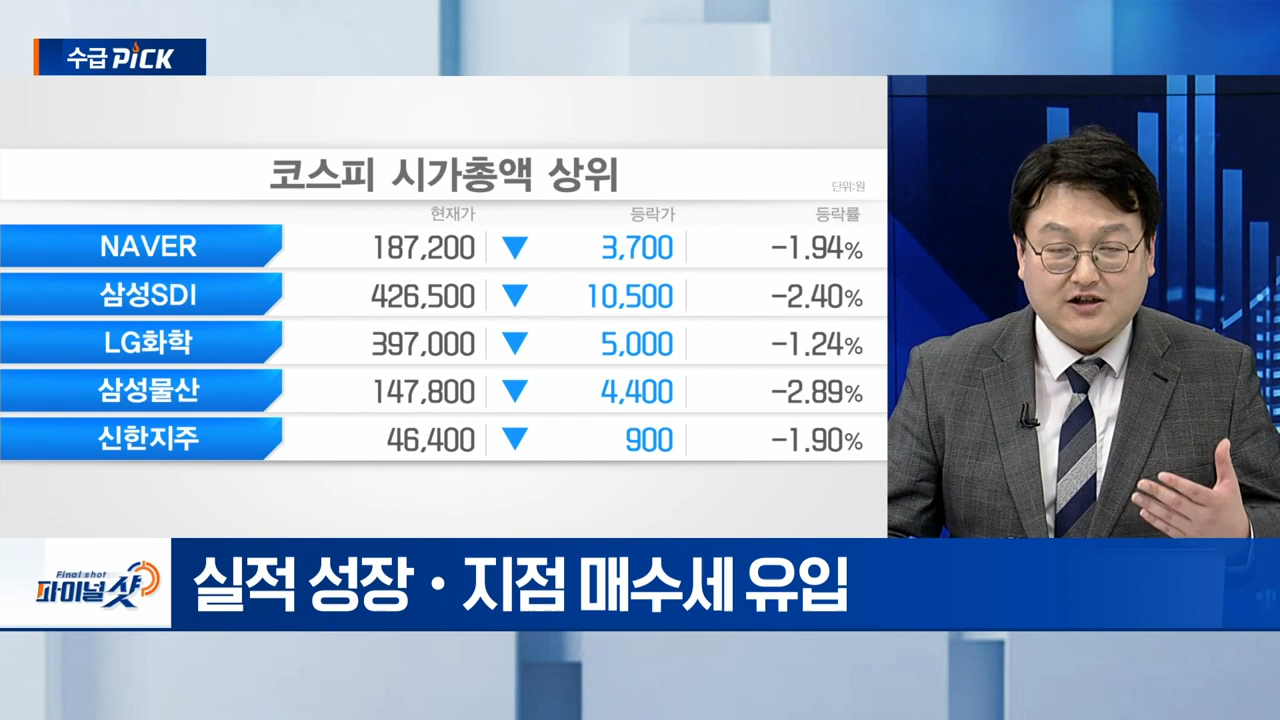 수급 PiCK
코스피 시가총액 상위
단위:원
현재가 등락가 등락률
NAVER 187,200 ▼ 3,700 -1.94%
삼성SDI 426,500 ▼ 10,500 -2.40%
LG화학 397,000 ▼ 5,000 -1.24%
삼성물산 147,800 ▼ 4,400 -2.89%
신한지주 46,400 ▼ 900 -1.90%
Final shot
파이널샷
실적 성장·지점 매수세 유입